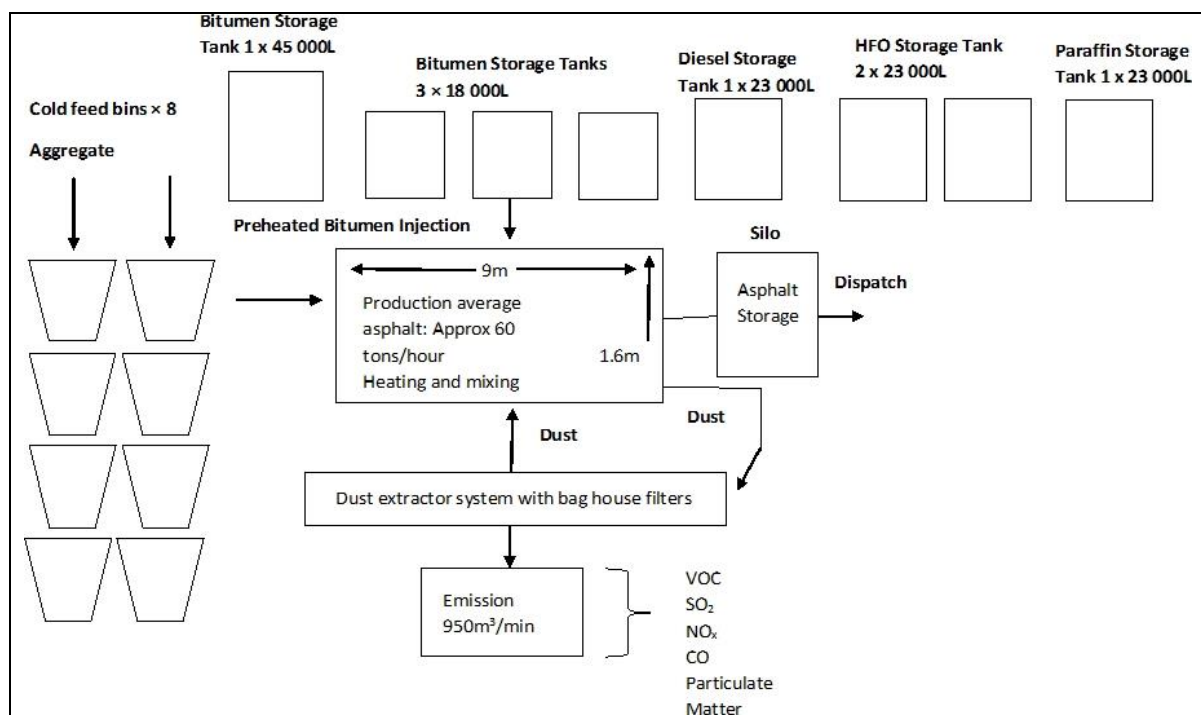 Bitumen Storage
Tank 1 x 45 000L
Bitumen Storage Tanks
3 × 18 000L
Diesel Storage
Tank 1 x 23 000L
HFO Storage Tank
2 x 23 000L
Paraffin Storage
Tank 1 x 23 000L
Cold feed bins × 8
Aggregate
Preheated Bitumen Injection
9m
Production average
asphalt: Approx 60
tons/hour
Heating and mixing
1.6m
Silo
Asphalt
Storage
Dispatch
Dust
Dust
Dust extractor system with bag house filters
Emission
950m³/min
VOC
SO₂
NOₓ
CO
Particulate
Matter